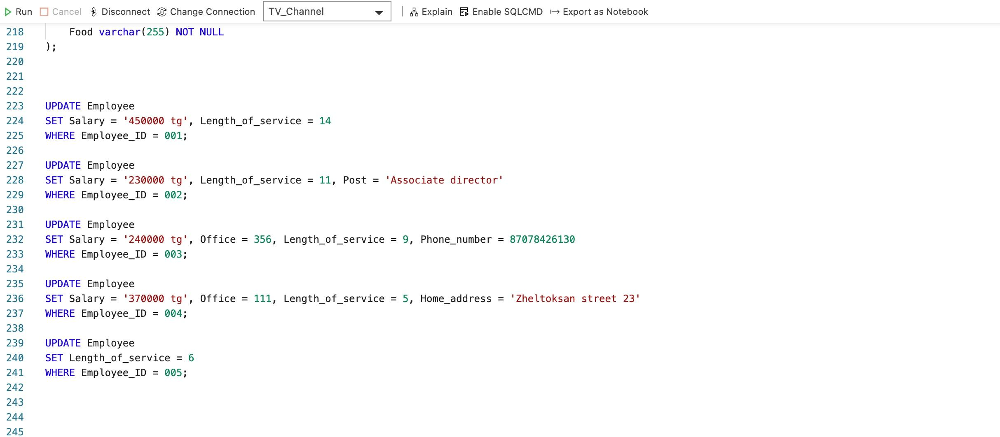 Run Cancel Disconnect Change Connection TV_Channel Explain Enable SQLCMD Export as Notebook
218 Food varchar(255) NOT NULL
219 );
220
221
222
223 UPDATE Employee
224 SET Salary = '450000 tg', Length_of_service = 14
225 WHERE Employee_ID = 001;
226
227 UPDATE Employee
228 SET Salary = '230000 tg', Length_of_service = 11, Post = 'Associate director'
229 WHERE Employee_ID = 002;
230
231 UPDATE Employee
232 SET Salary = '240000 tg', Office = 356, Length_of_service = 9, Phone_number = 87078426130
233 WHERE Employee_ID = 003;
234
235 UPDATE Employee
236 SET Salary = '370000 tg', Office = 111, Length_of_service = 5, Home_address = 'Zheltoksan street 23'
237 WHERE Employee_ID = 004;
238
239 UPDATE Employee
240 SET Length_of_service = 6
241 WHERE Employee_ID = 005;
242
243
244
245